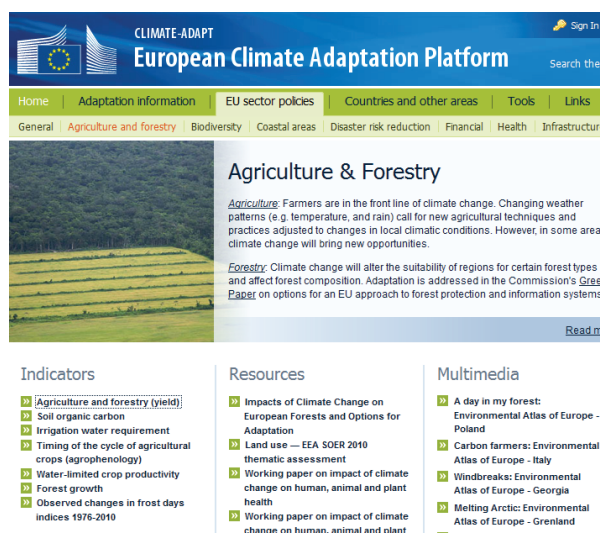 CLIMATE-ADAPT
European Climate Adaptation Platform
Sign In
Search the
Home | Adaptation information | EU sector policies | Countries and other areas | Tools | Links
General | Agriculture and forestry | Biodiversity | Coastal areas | Disaster risk reduction | Financial | Health | Infrastructur
Agriculture & Forestry
Agriculture: Farmers are in the front line of climate change. Changing weather
patterns (e.g. temperature, and rain) call for new agricultural techniques and
practices adjusted to changes in local climatic conditions. However, in some area
climate change will bring new opportunities.
Forestry: Climate change will alter the suitability of regions for certain forest types
and affect forest composition. Adaptation is addressed in the Commission's Gree
Paper on options for an EU approach to forest protection and information systems
Read m
Indicators
Agriculture and forestry (yield)
Soil organic carbon
Irrigation water requirement
Timing of the cycle of agricultural
crops (agrophenology)
Water-limited crop productivity
Forest growth
Observed changes in frost days
indices 1976-2010
Resources
Impacts of Climate Change on
European Forests and Options for
Adaptation
Land use — EEA SOER 2010
thematic assessment
Working paper on impact of climate
change on human, animal and plant
health
Working paper on impact of climate
change on human, animal and plant
Multimedia
A day in my forest:
Environmental Atlas of Europe -
Poland
Carbon farmers: Environmental
Atlas of Europe - Italy
Windbreaks: Environmental
Atlas of Europe - Georgia
Melting Arctic: Environmental
Atlas of Europe - Grenland